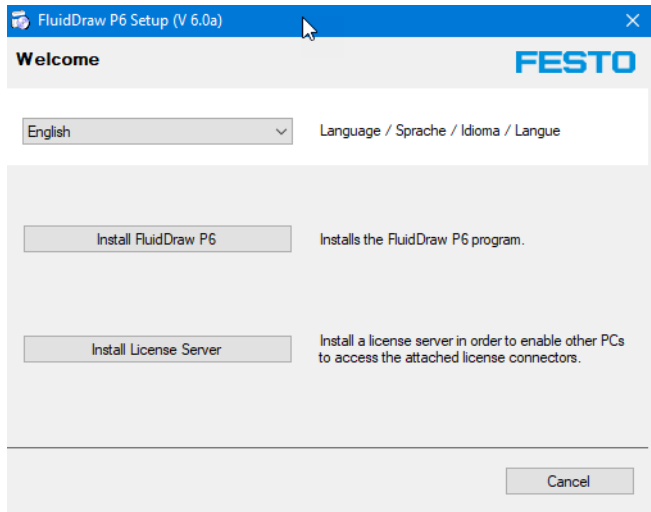 FluidDraw P6 Setup (V 6.0a)
Welcome
FESTO
English
Language / Sprache / Idioma / Langue
Install FluidDraw P6
Installs the FluidDraw P6 program.
Install License Server
Install a license server in order to enable other PCs
to access the attached license connectors.
Cancel